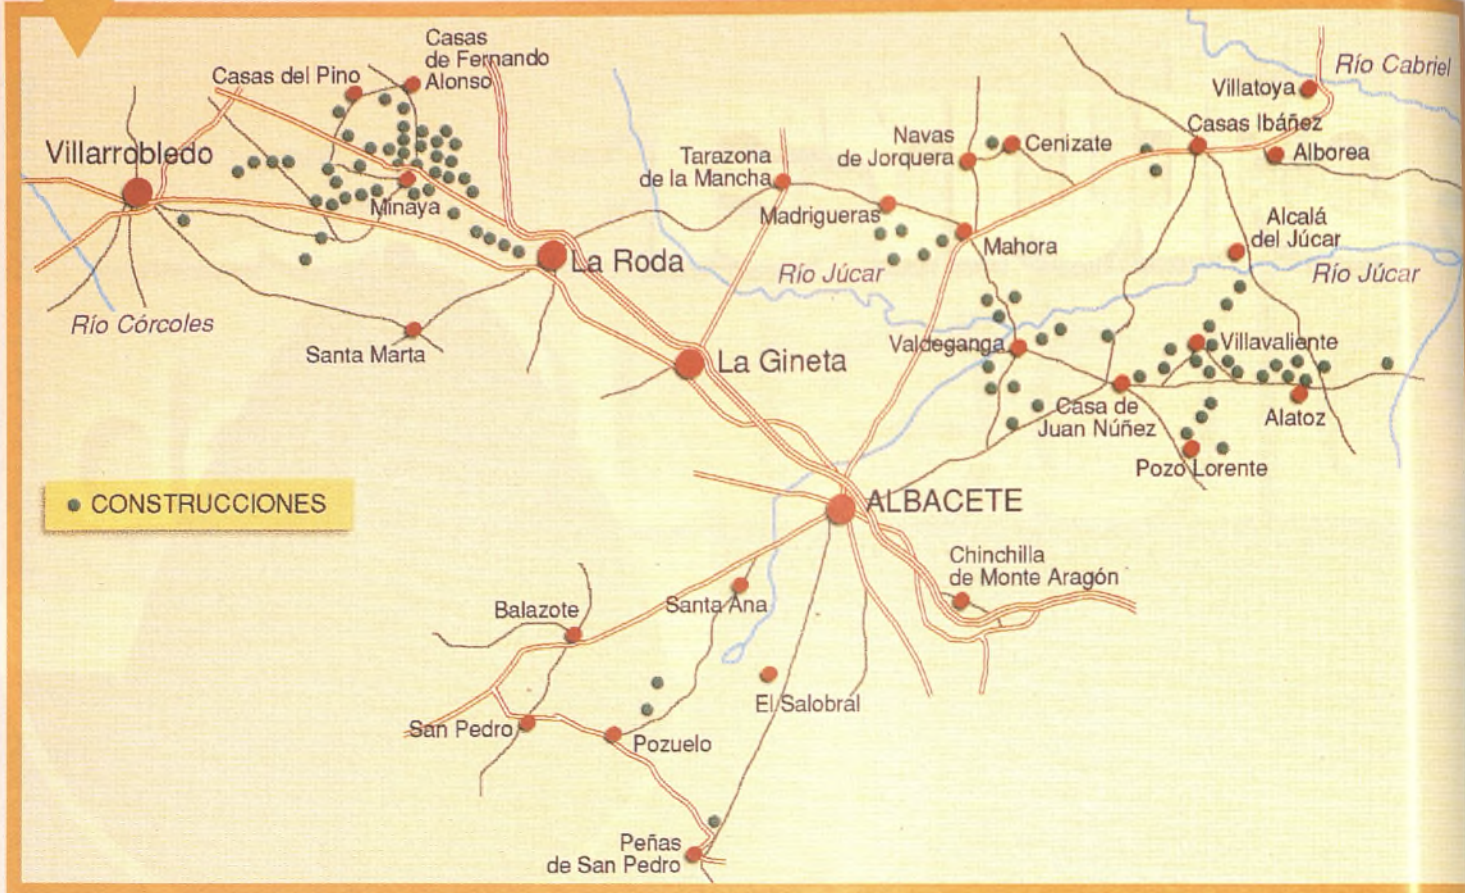 Casas
de Fernando
Alonso
Casas del Pino
Río Cabriel
Villatoya
Casas Ibáñez
Navas
de Jorquera
Cenizate
Alborea
Villarrobledo
Tarazona
de la Mancha
Minaya
Madrigueras
Mahora
Alcalá
del Júcar
La Roda
Río Júcar
Río Júcar
Río Córcoles
Santa Marta
Valdeganga
Villavaliente
La Gineta
Casa de
Juan Núñez
Alatoz
Pozo Lorente
CONSTRUCCIONES
ALBACETE
Chinchilla
de Monte Aragón
Balazote
Santa Ana
El Salobral
San Pedro
Pozuelo
Peñas
de San Pedro